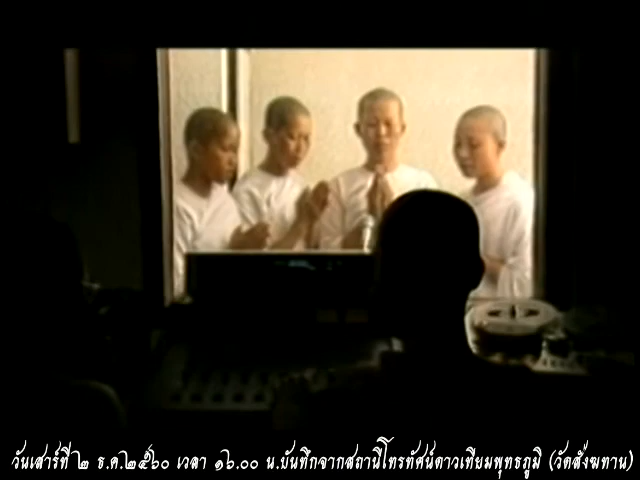 วันเสาร์ที่ ๒ ธ.ค.๒๕๖๐ เวลา ๑๖.๐๐ น.บันทึกจากสถานีโทรทัศน์ดาวเทียมพุทธภูมิ (วัดสังฆทาน)